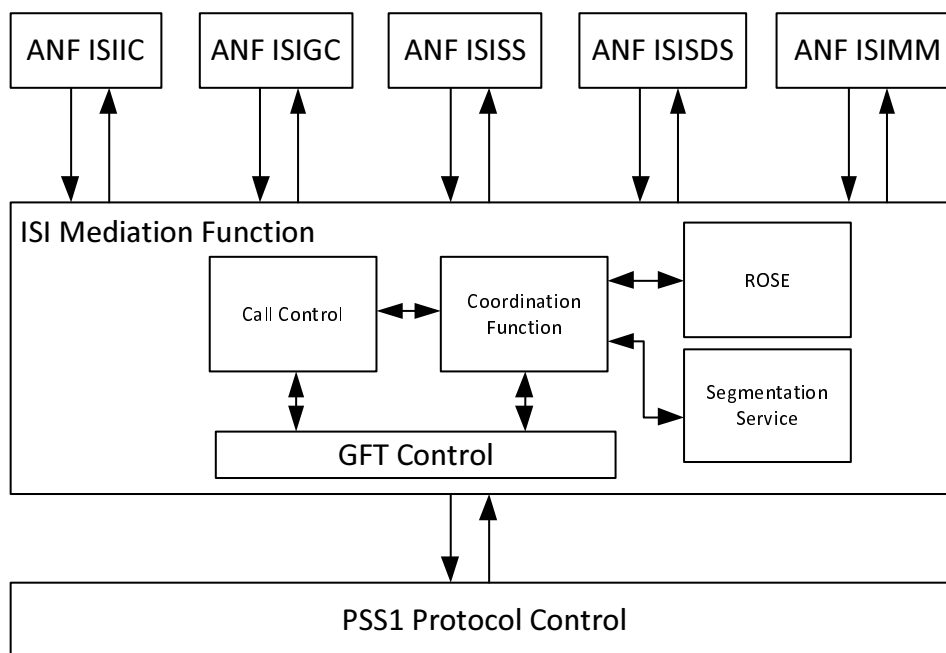 ANF ISIIC
ANF ISIGC
ANF ISISS
ANF ISISDS
ANF ISIMM
ISI Mediation Function
Call Control
Coordination
Function
ROSE
Segmentation
Service
GFT Control
PSS1 Protocol Control